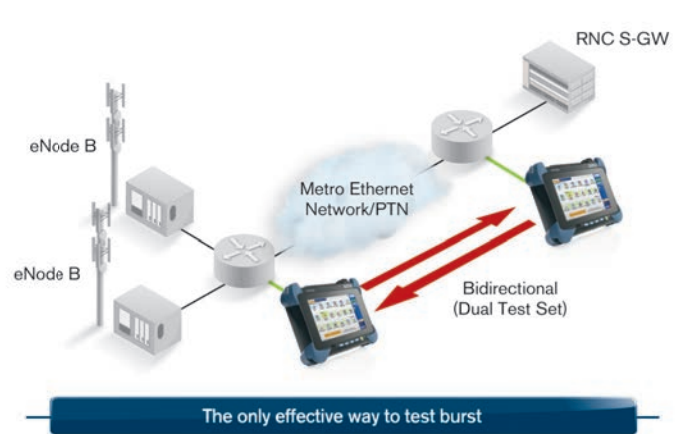 RNC S-GW
eNode B
Metro Ethernet
Network/PTN
eNode B
Bidirectional
(Dual Test Set)
The only effective way to test burst